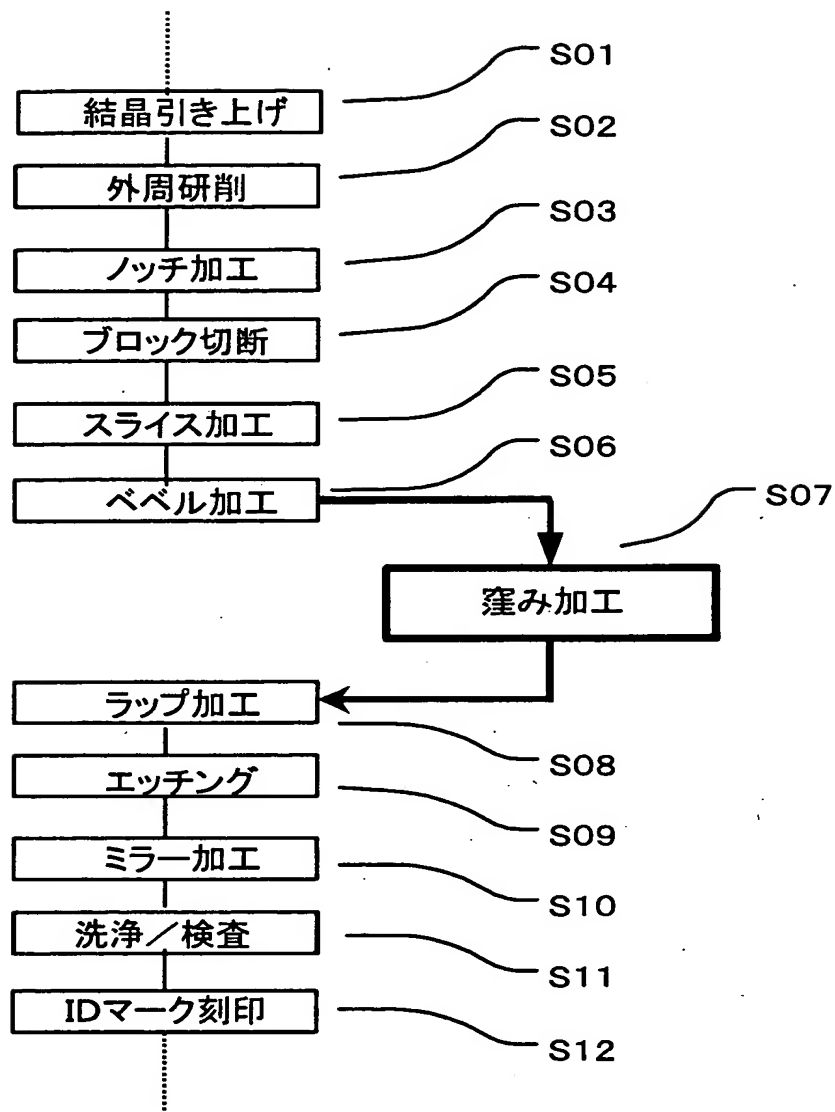 S01
結晶引き上げ
S02
外周研削
S03
ノッチ加工
S04
ブロック切断
S05
スライス加工
S06
ベベル加工
S07
窪み加工
ラップ加工
S08
エッチング
S09
ミラー加工
S10
洗浄／検査
S11
IDマーク刻印
S12